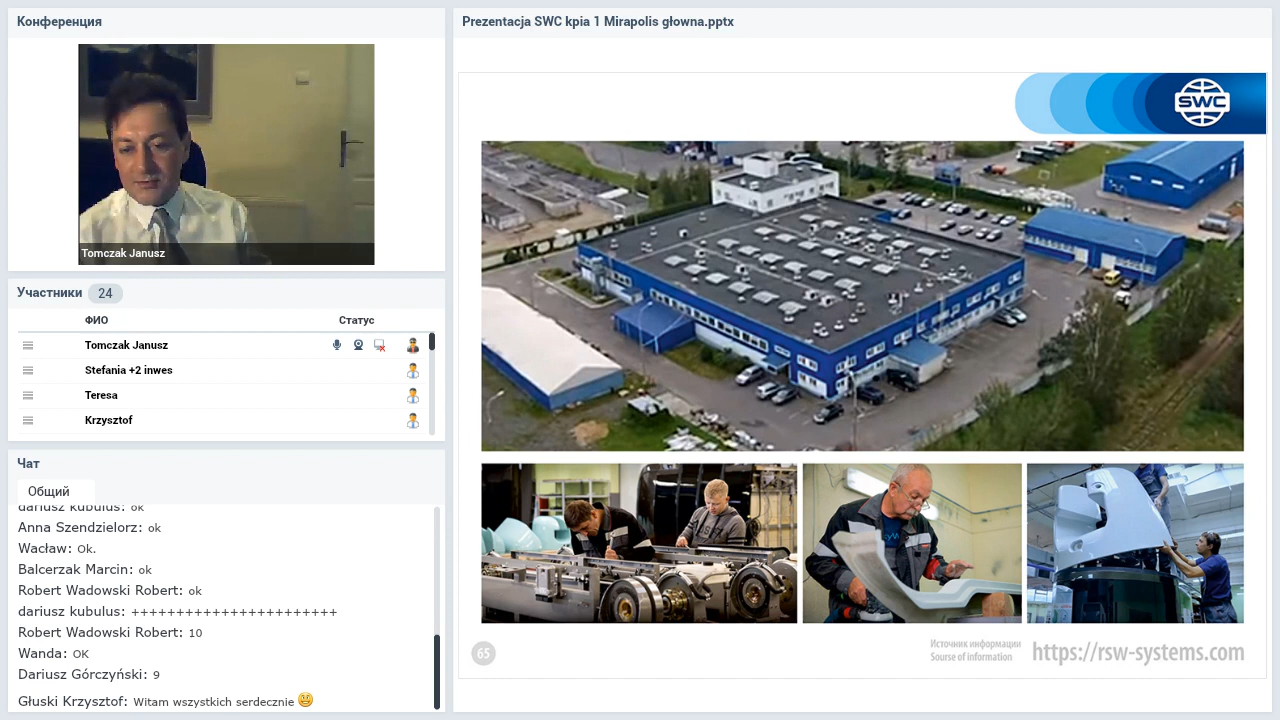 Конференция
Tomczak Janusz
Участники 24
ФИО Статус
Tomczak Janusz
Stefania +2 inwes
Teresa
Krzysztof
Чат
Общий
dariusz kubulus: ok
Anna Szendzielorz: ok
Wacław: Ok.
Balcerzak Marcin: ok
Robert Wadowski Robert: ok
dariusz kubulus: +++++++++++++++++++++++
Robert Wadowski Robert: 10
Wanda: OK
Dariusz Górczyński: 9
Głuski Krzysztof: Witam wszystkich serdecznie
Prezentacja SWC kpia 1 Mirapolis głowna.pptx
SWC
65
Источник информации
Sourse of information
https://rsw-systems.com